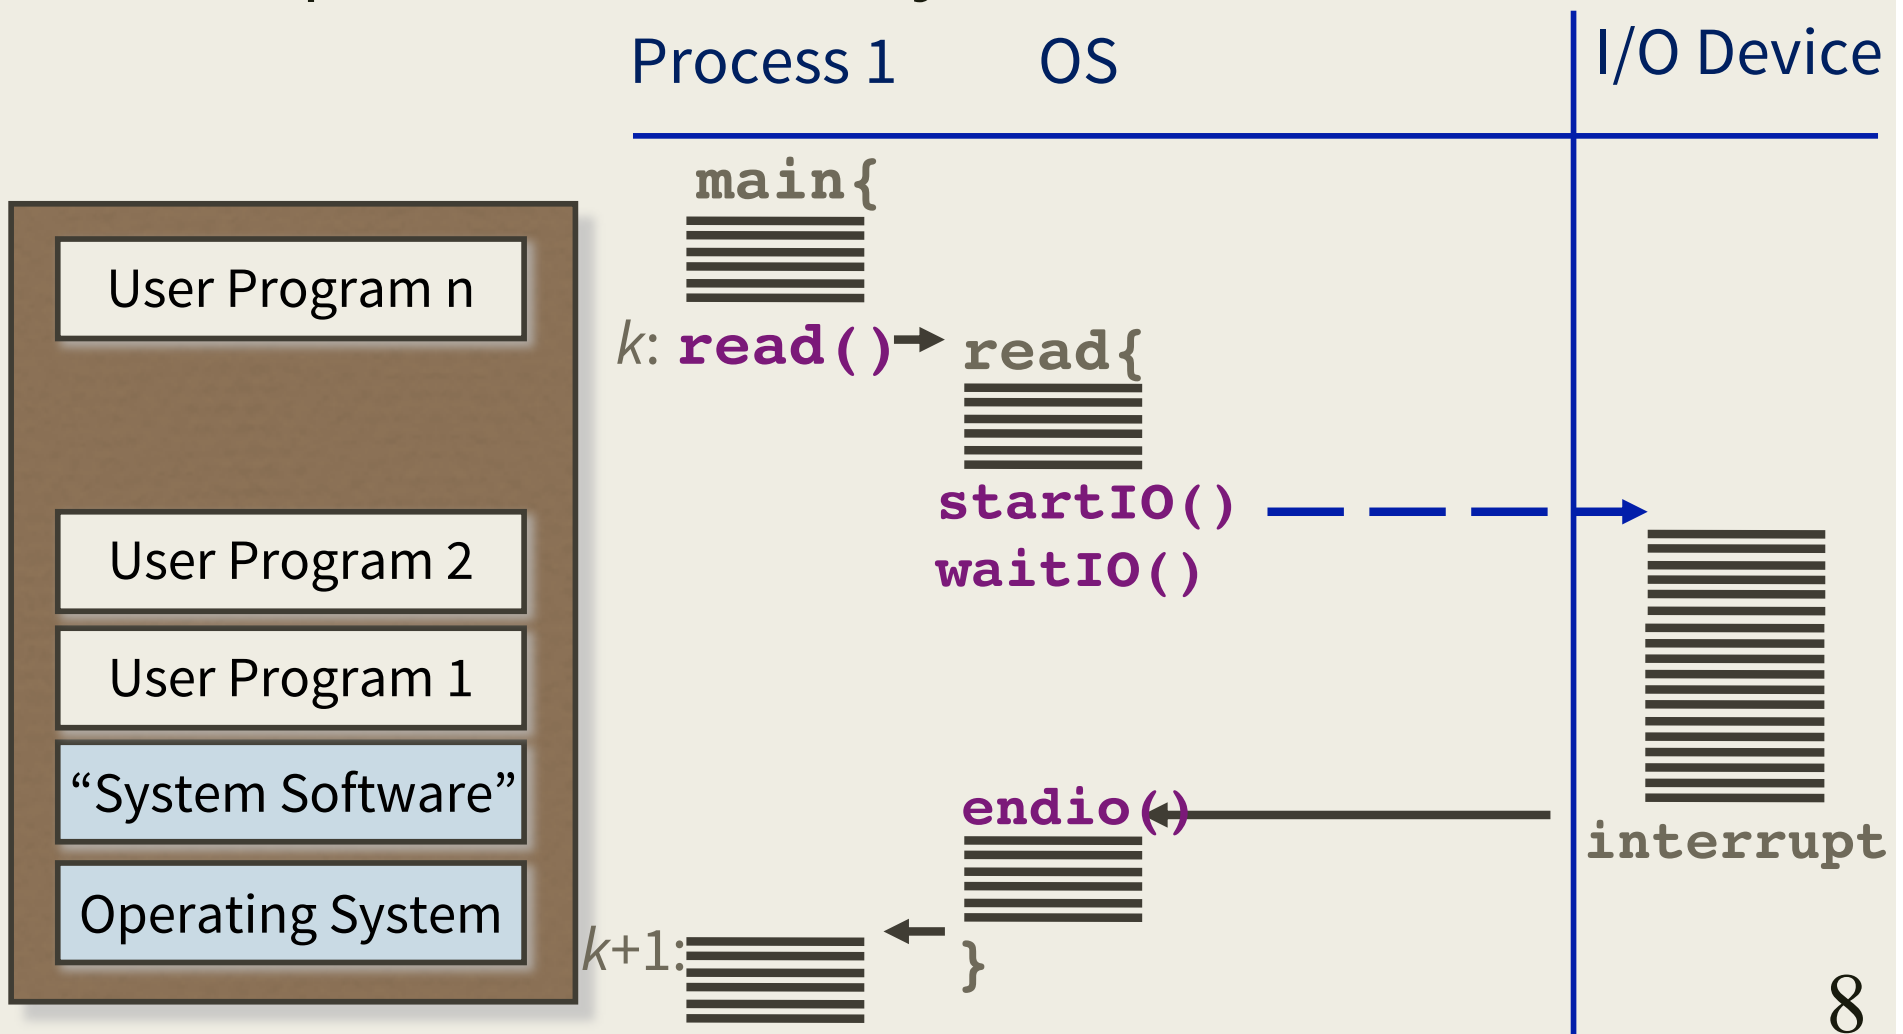 Process 1 OS I/O Device
main{
User Program n
k: read() read{
startIO()
User Program 2
waitIO()
User Program 1
“System Software”
endio()
interrupt
Operating System
k+1: }
8